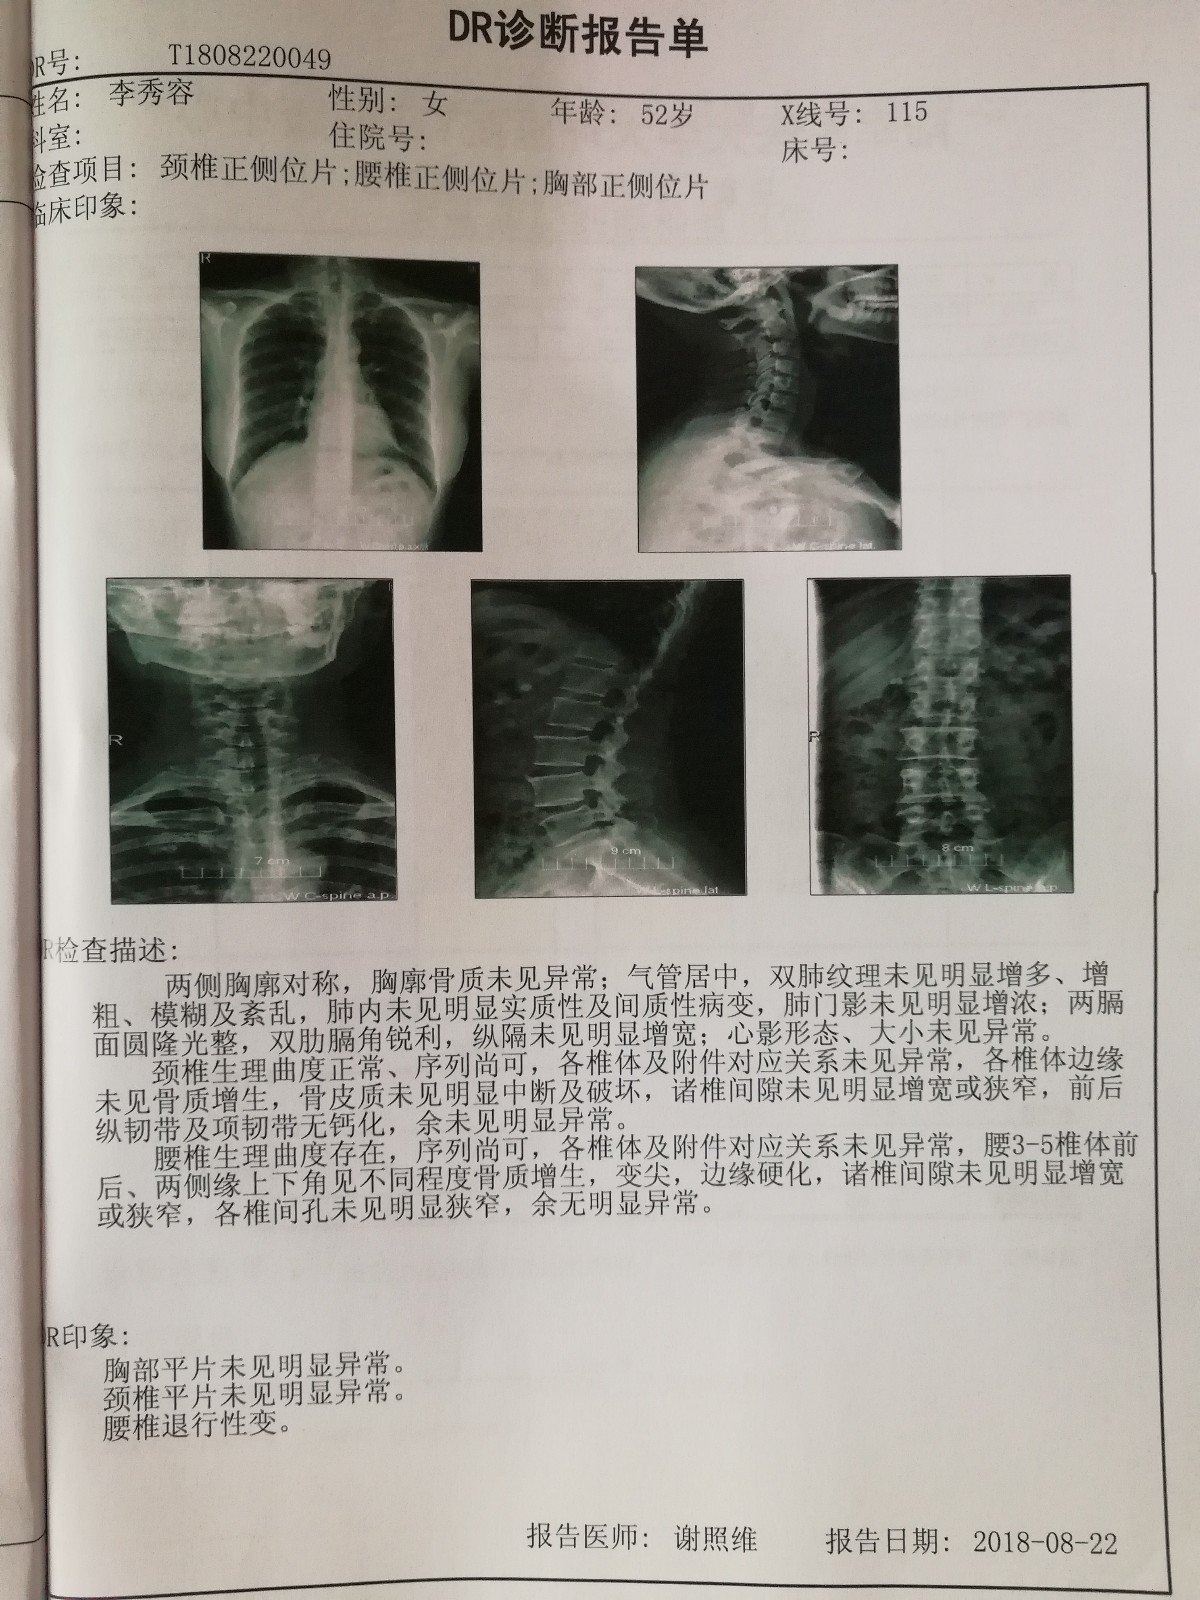 DR诊断报告单
DR号: T1808220049
姓名: 李秀容 性别: 女 年龄: 52岁 X线号: 115
科室: 住院号: 床号:
检查项目: 颈椎正侧位片;腰椎正侧位片;胸部正侧位片
临床印象:
R
W C-spine lat
R
7 cm
W C-spine a.p
9 cm
W L-spine lat
R
8 cm
W L-spine a.p
DR检查描述:
两侧胸廓对称，胸廓骨质未见异常；气管居中，双肺纹理未见明显增多、增
粗、模糊及紊乱，肺内未见明显实质性及间质性病变，肺门影未见明显增浓；两膈
面圆隆光整，双肋膈角锐利，纵隔未见明显增宽；心影形态、大小未见异常。
颈椎生理曲度正常、序列尚可，各椎体及附件对应关系未见异常，各椎体边缘
未见骨质增生，骨皮质未见明显中断及破坏，诸椎间隙未见明显增宽或狭窄，前后
纵韧带及项韧带无钙化，余未见明显异常。
腰椎生理曲度存在，序列尚可，各椎体及附件对应关系未见异常，腰3-5椎体前
后、两侧缘上下角见不同程度骨质增生，变尖，边缘硬化，诸椎间隙未见明显增宽
或狭窄，各椎间孔未见明显狭窄，余无明显异常。
DR印象:
胸部平片未见明显异常。
颈椎平片未见明显异常。
腰椎退行性变。
报告医师: 谢照维 报告日期: 2018-08-22